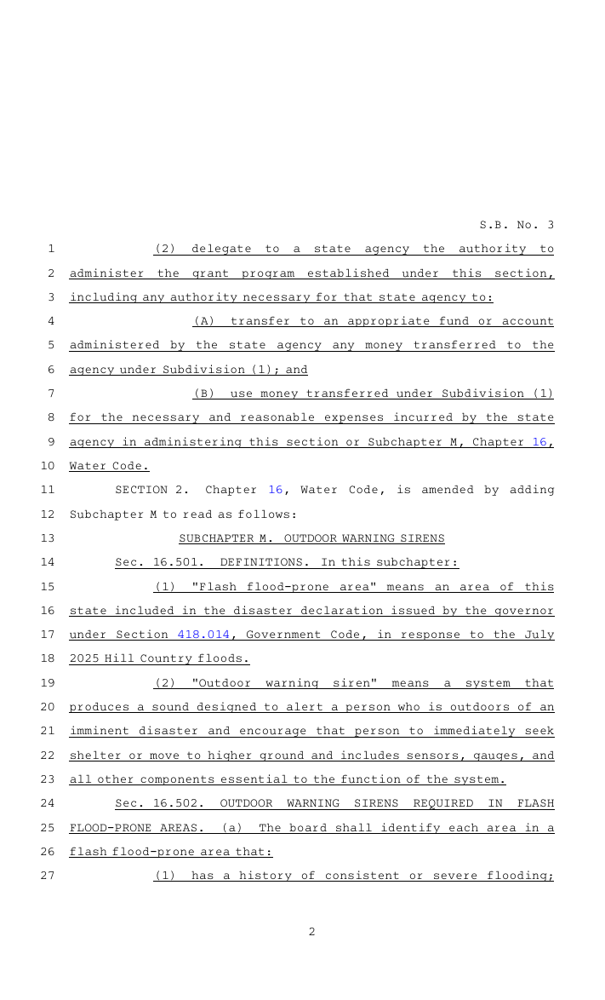 S.B. No. 3
1 (2) delegate to a state agency the authority to
2 administer the grant program established under this section,
3 including any authority necessary for that state agency to:
4 (A) transfer to an appropriate fund or account
5 administered by the state agency any money transferred to the
6 agency under Subdivision (1); and
7 (B) use money transferred under Subdivision (1)
8 for the necessary and reasonable expenses incurred by the state
9 agency in administering this section or Subchapter M, Chapter 16,
10 Water Code.
11 SECTION 2. Chapter 16, Water Code, is amended by adding
12 Subchapter M to read as follows:
13 SUBCHAPTER M. OUTDOOR WARNING SIRENS
14 Sec. 16.501. DEFINITIONS. In this subchapter:
15 (1) "Flash flood-prone area" means an area of this
16 state included in the disaster declaration issued by the governor
17 under Section 418.014, Government Code, in response to the July
18 2025 Hill Country floods.
19 (2) "Outdoor warning siren" means a system that
20 produces a sound designed to alert a person who is outdoors of an
21 imminent disaster and encourage that person to immediately seek
22 shelter or move to higher ground and includes sensors, gauges, and
23 all other components essential to the function of the system.
24 Sec. 16.502. OUTDOOR WARNING SIRENS REQUIRED IN FLASH
25 FLOOD-PRONE AREAS. (a) The board shall identify each area in a
26 flash flood-prone area that:
27 (1) has a history of consistent or severe flooding;
2